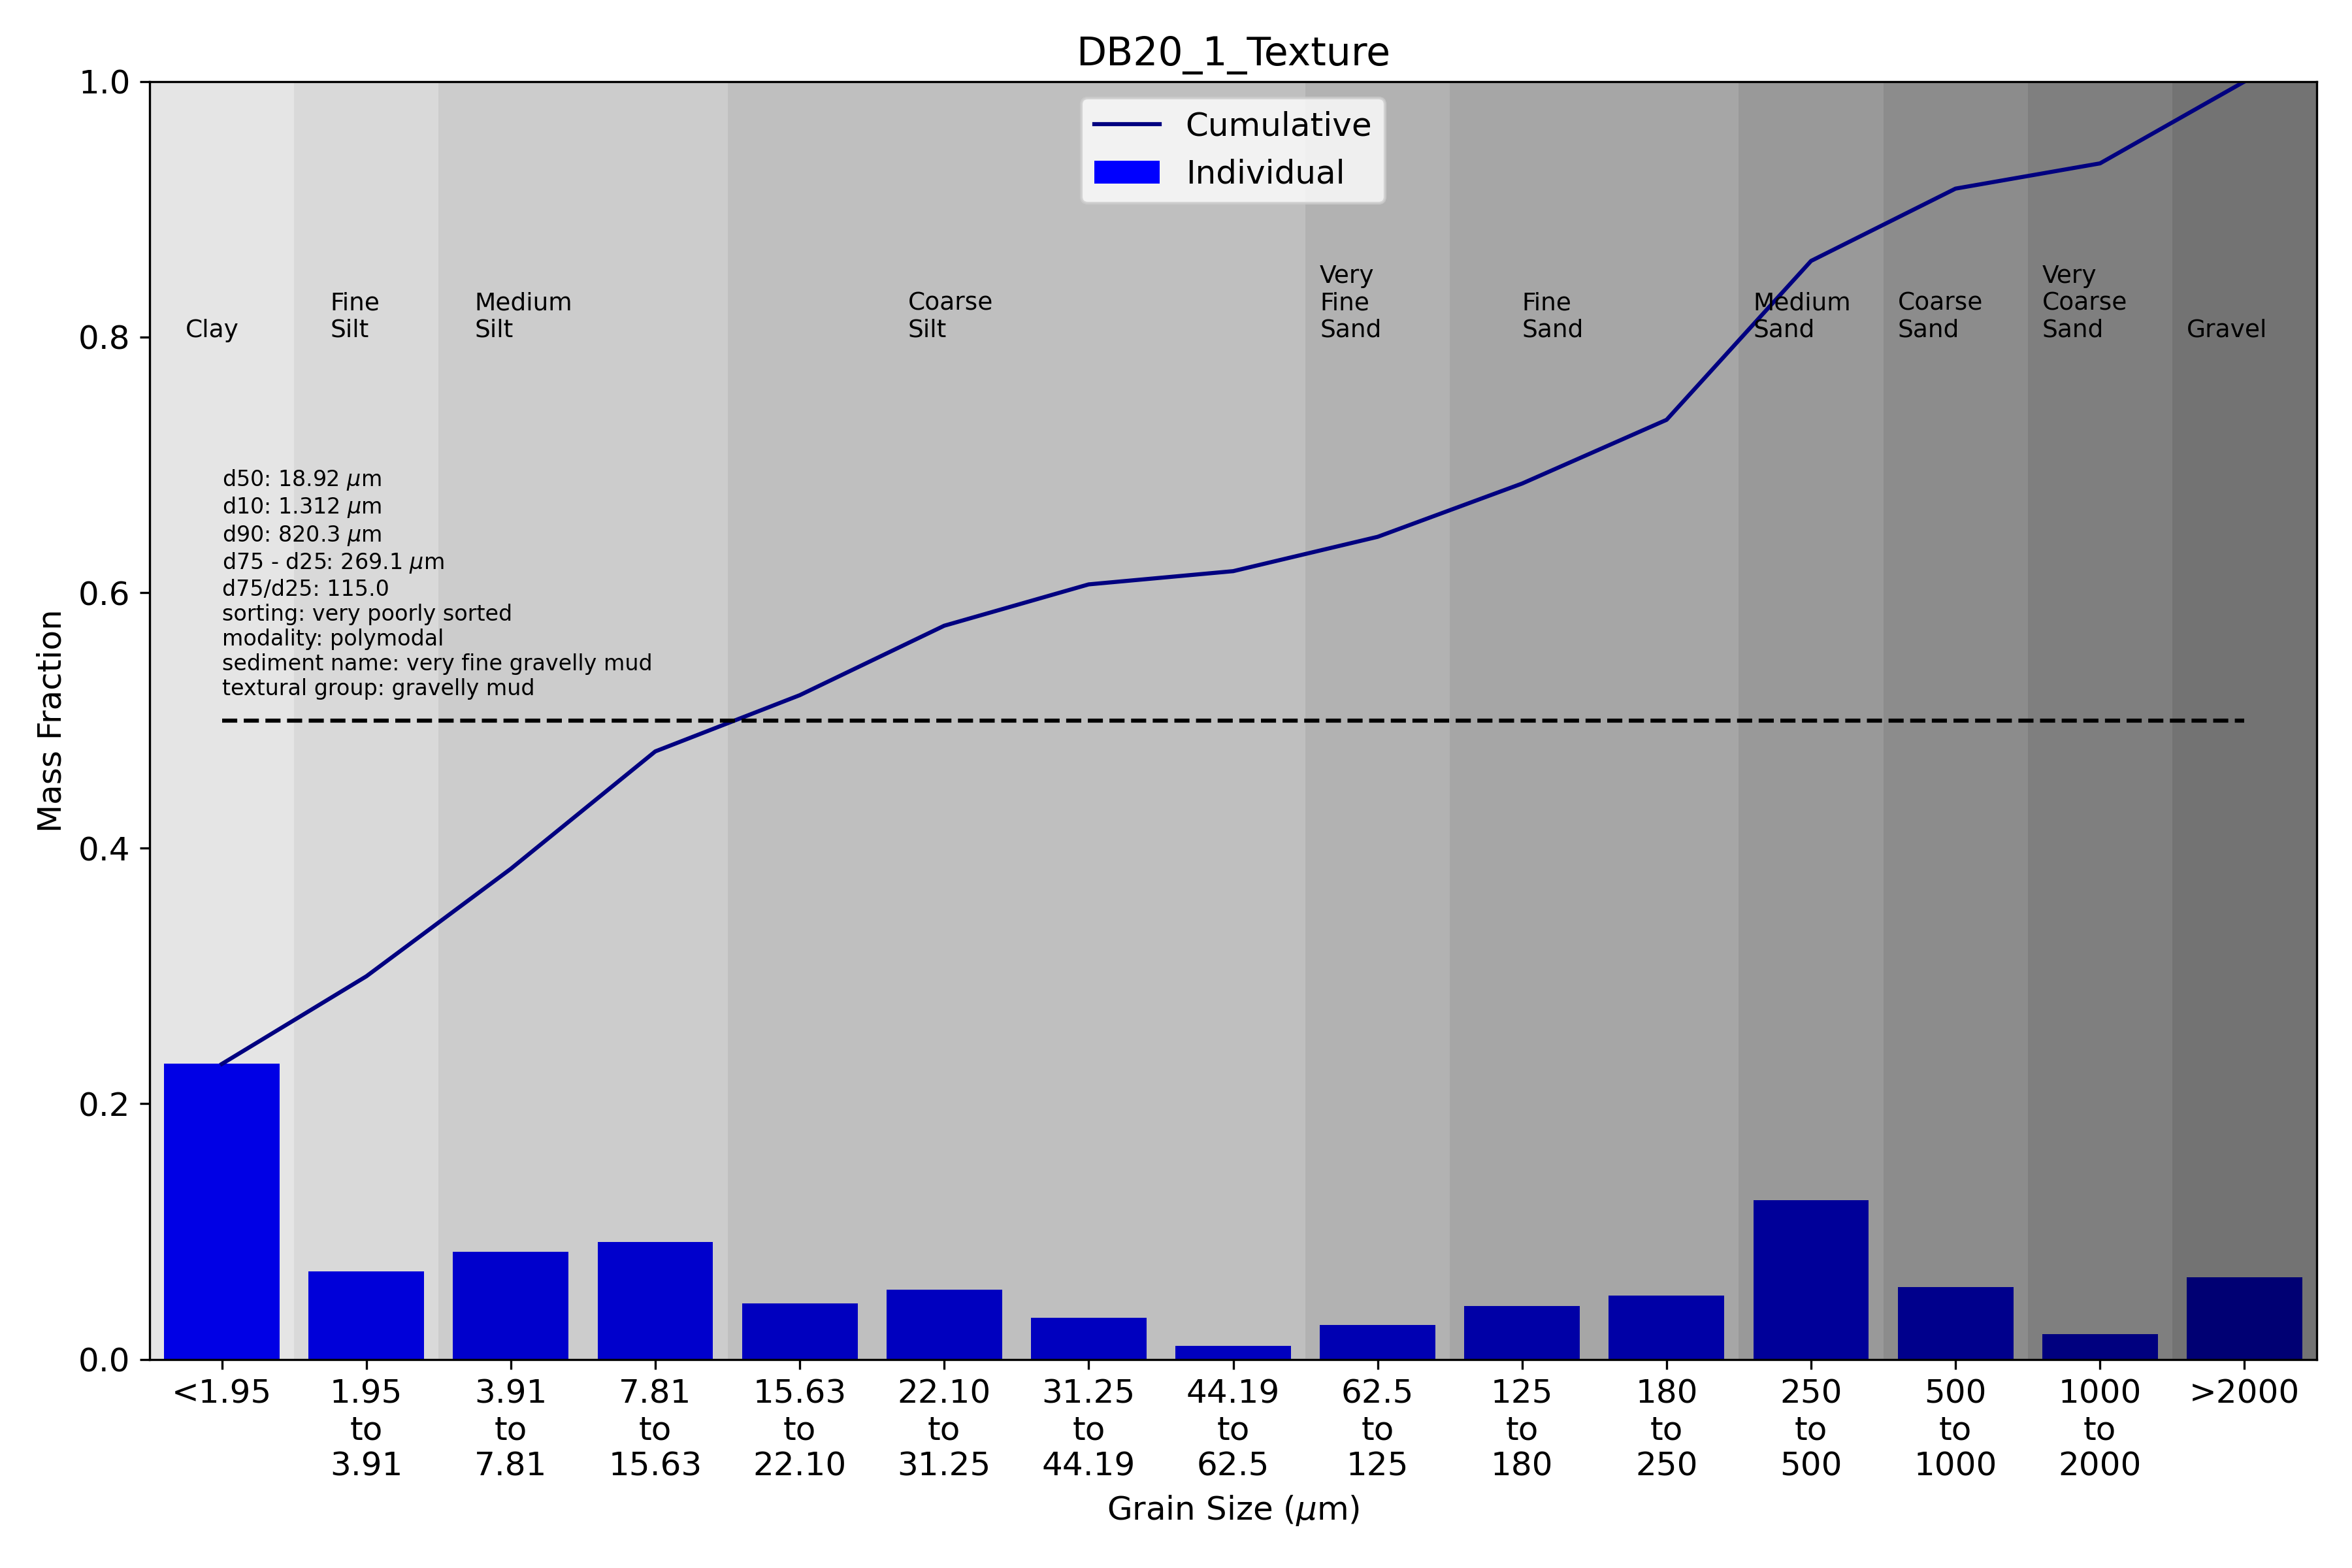 DB20_1_Texture
1.0
Cumulative
Individual
Very
Fine
Medium
Coarse
Fine
Fine
Medium
Coarse
Coarse
Clay
Silt
Silt
Silt
Sand
Sand
Sand
Sand
Very
Sand
Gravel
0.8
d50: 18.92 μm
d10: 1.312 μm
d90: 820.3 μm
d75 - d25: 269.1 μm
d75/d25: 115.0
sorting: very poorly sorted
modality: polymodal
sediment name: very fine gravelly mud
textural group: gravelly mud
0.6
Mass Fraction
0.4
0.2
0.0
<1.95
1.95
to
3.91
3.91
to
7.81
7.81
to
15.63
15.63
to
22.10
22.10
to
31.25
31.25
to
44.19
44.19
to
62.5
62.5
to
125
125
to
180
180
to
250
250
to
500
500
to
1000
1000
to
2000
>2000
Grain Size (μm)